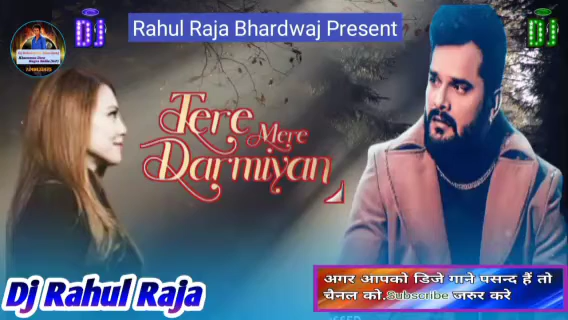 DJ
Rahul Raja Bhardwaj Present
DJ
Tere Mere
Darmiyan
अगर आपको डिजे गाने पसन्द हैं तो
चैनल को.Subscribe जरुर करे
Dj Rahul Raja